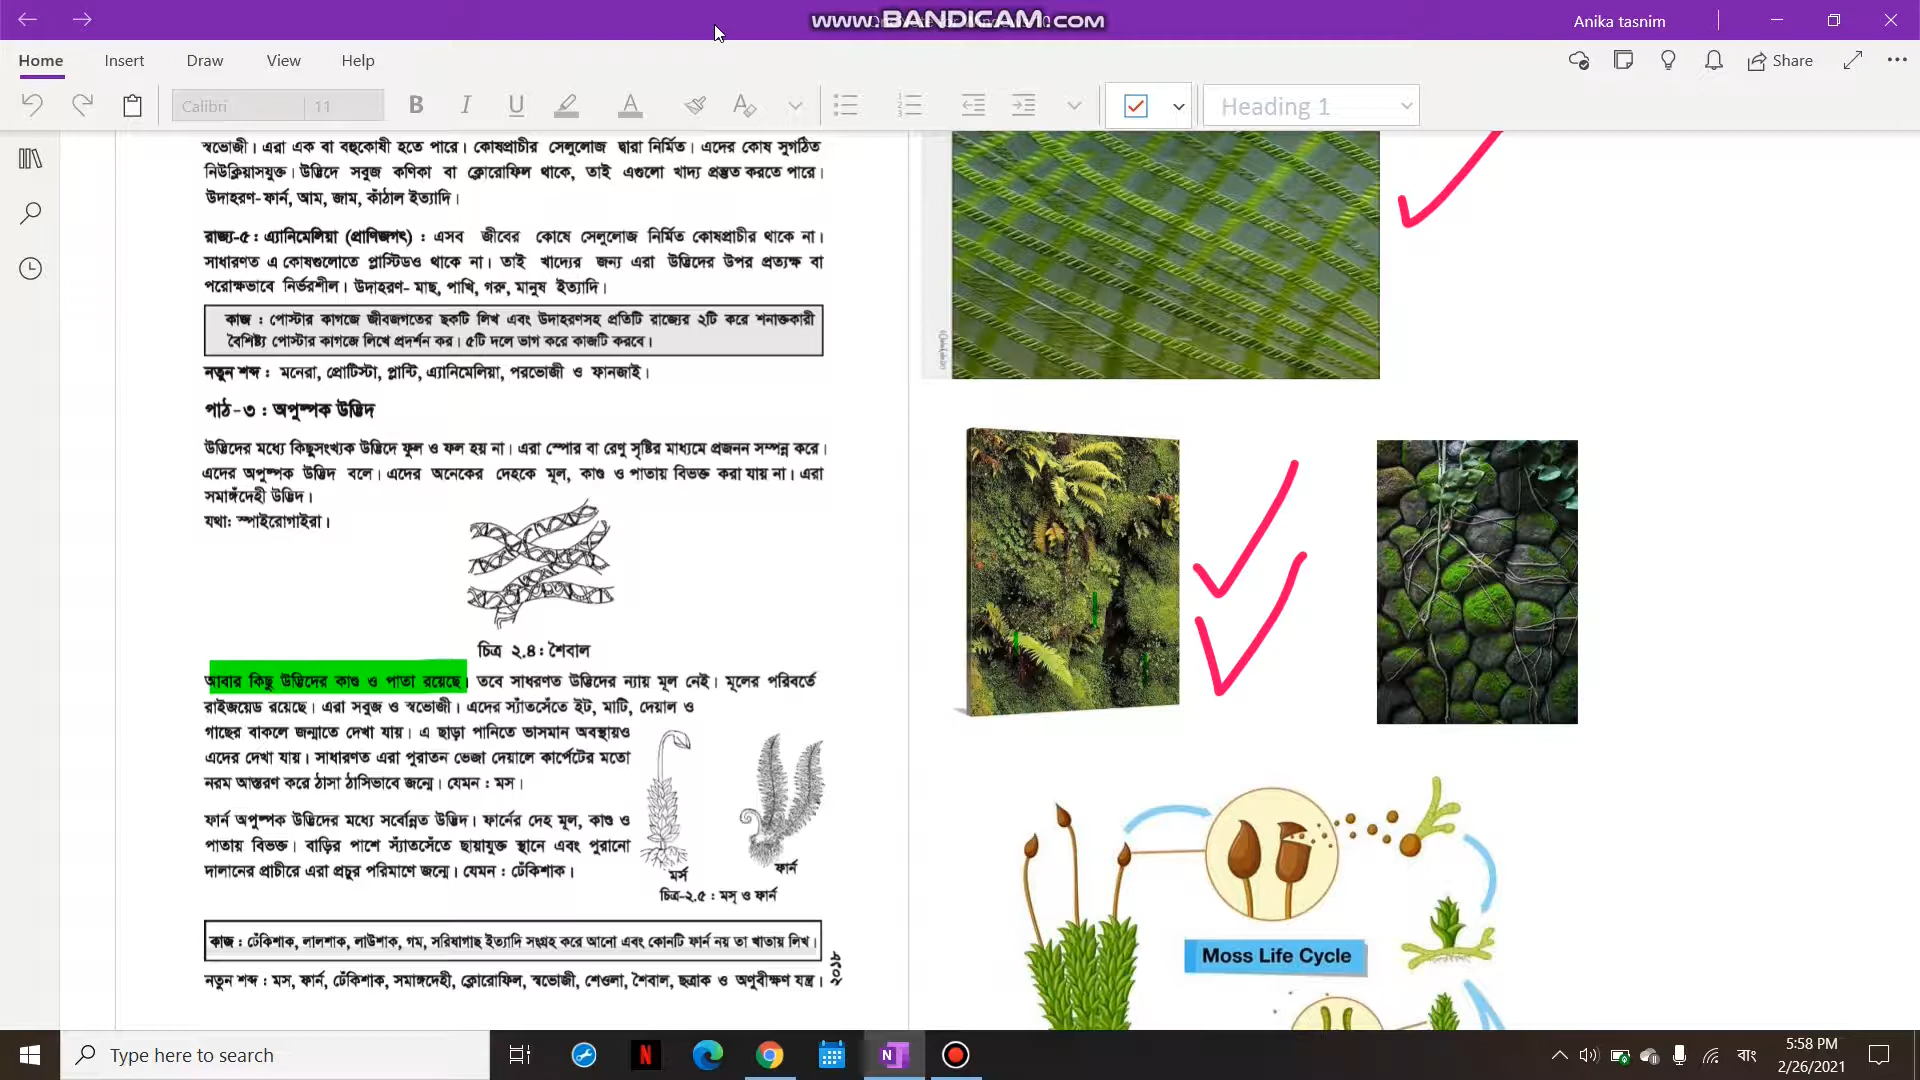 WWW.BANDICAM.COM
Anika tasnim
Home Insert Draw View Help
Share
Calibri 11 B I U A Heading 1
স্বভোজী। এরা এক বা বহুকোষী হতে পারে। কোষপ্রাচীর সেলুলোজ দ্বারা নির্মিত। এদের কোষ সুগঠিত
নিউক্লিয়াসযুক্ত। উদ্ভিদে সবুজ কণিকা বা ক্লোরোফিল থাকে, তাই এগুলো খাদ্য প্রস্তুত করতে পারে।
উদাহরণ-ফার্ন, আম, জাম, কাঁঠাল ইত্যাদি।
রাজ্য-৫ : এ্যানিমেলিয়া (প্রাণিজগৎ) : এসব জীবের কোষে সেলুলোজ নির্মিত কোষপ্রাচীর থাকে না।
সাধারণত এ কোষগুলোতে প্লাস্টিডও থাকে না। তাই খাদ্যের জন্য এরা উদ্ভিদের উপর প্রত্যক্ষ বা
পরোক্ষভাবে নির্ভরশীল। উদাহরণ- মাছ, পাখি, গরু, মানুষ ইত্যাদি।
কাজ : পোস্টার কাগজে জীবজগতের ছকটি লিখ এবং উদাহরণসহ প্রতিটি রাজ্যের ২টি করে শনাক্তকারী
বৈশিষ্ট্য পোস্টার কাগজে লিখে প্রদর্শন কর। ৫টি দলে ভাগ করে কাজটি করবে।
নতুন শব্দ : মনেরা, প্রোটিস্টা, প্লান্টি, এ্যানিমেলিয়া, পরভোজী ও ফানজাই।
পাঠ-৩ : অপুষ্পক উদ্ভিদ
উদ্ভিদের মধ্যে কিছুসংখ্যক উদ্ভিদে ফুল ও ফল হয় না। এরা স্পোর বা রেণু সৃষ্টির মাধ্যমে প্রজনন সম্পন্ন করে।
এদের অপুষ্পক উদ্ভিদ বলে। এদের অনেকের দেহকে মূল, কাণ্ড ও পাতায় বিভক্ত করা যায় না। এরা
সমাঙ্গদেহী উদ্ভিদ।
যথা: স্পাইরোগাইরা।
চিত্র ২.৪: শৈবাল
আবার কিছু উদ্ভিদের কাণ্ড ও পাতা রয়েছে। তবে সাধরণত উদ্ভিদের ন্যায় মূল নেই। মূলের পরিবর্তে
রাইজয়েড রয়েছে। এরা সবুজ ও স্বভোজী। এদের স্যাঁতসেঁতে ইট, মাটি, দেয়াল ও
গাছের বাকলে জন্মাতে দেখা যায়। এ ছাড়া পানিতে ভাসমান অবস্থায়ও
এদের দেখা যায়। সাধারণত এরা পুরাতন ভেজা দেয়ালে কার্পেটের মতো
নরম আস্তরণ করে ঠাসা ঠাসিভাবে জন্মে। যেমন : মস।
ফার্ন অপুষ্পক উদ্ভিদের মধ্যে সর্বোন্নত উদ্ভিদ। ফার্নের দেহ মূল, কাণ্ড ও
পাতায় বিভক্ত। বাড়ির পাশে স্যাঁতসেঁতে ছায়াযুক্ত স্থানে এবং পুরানো
দালানের প্রাচীরে এরা প্রচুর পরিমাণে জন্মে। যেমন : ঢেঁকিশাক।
মর্স
ফার্ন
চিত্র-২.৫ : মস্ ও ফার্ন
কাজ : ঢেঁকিশাক, লালশাক, লাউশাক, গম, সরিষাগাছ ইত্যাদি সংগ্রহ করে আনো এবং কোনটি ফার্ন নয় তা খাতায় লিখ।
নতুন শব্দ : মস, ফার্ন, ঢেঁকিশাক, সমাঙ্গদেহী, ক্লোরোফিল, স্বভোজী, শেওলা, শৈবাল, ছত্রাক ও অণুবীক্ষণ যন্ত্র।
২০১৮
Moss Life Cycle
Type here to search
বাং
5:58 PM
2/26/2021